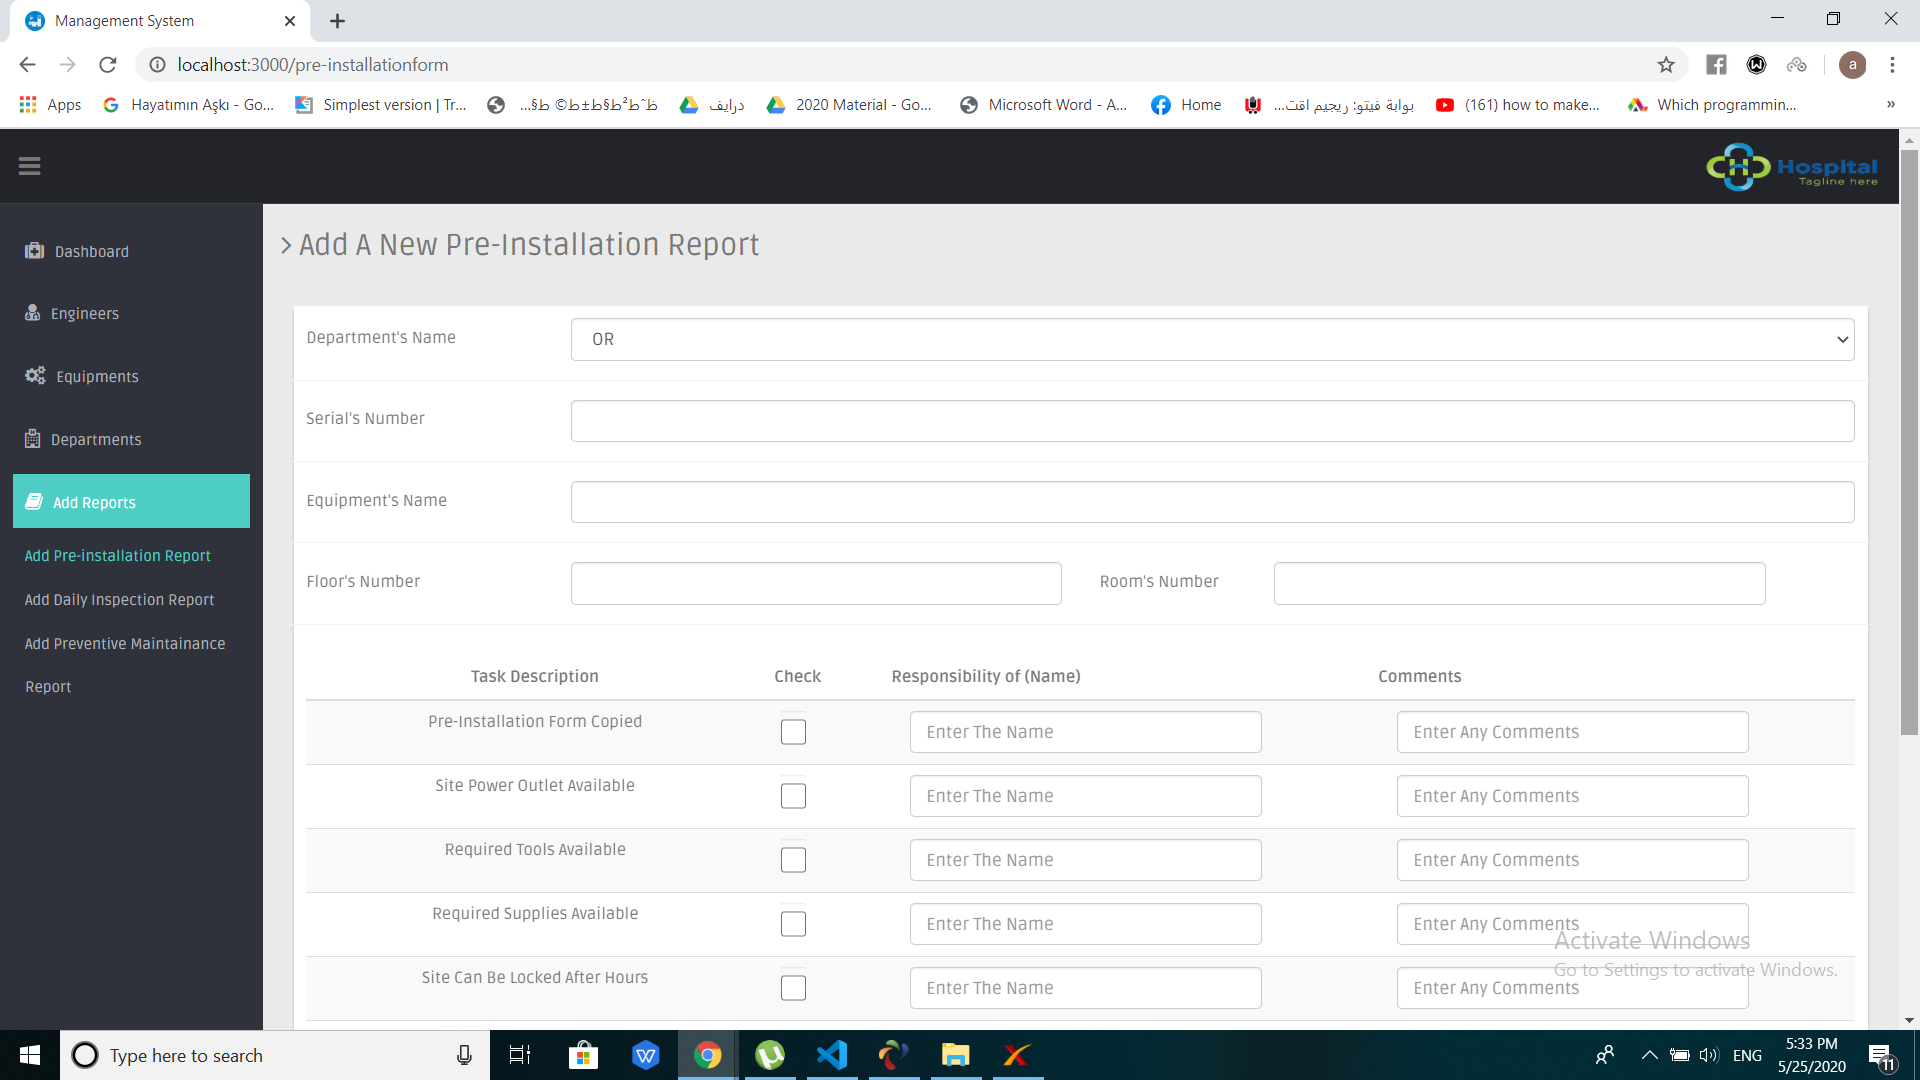 Management System
localhost:3000/pre-installationform
Apps
Hayatımın Aşkı - Go...
Simplest version | Tr...
درايف
2020 Material - Go...
Microsoft Word - A...
Home
بوابة فيتو: ريجيم اقت...
(161) how to make...
Which programmin...
»
Hospital
Tagline here
Dashboard
Engineers
Equipments
Departments
Add Reports
Add Pre-installation Report
Add Daily Inspection Report
Add Preventive Maintainance
Report
Add A New Pre-Installation Report
Department's Name
OR
Serial's Number
Equipment's Name
Floor's Number
Room's Number
Task Description Check Responsibility of (Name) Comments
Pre-Installation Form Copied Enter The Name Enter Any Comments
Site Power Outlet Available Enter The Name Enter Any Comments
Required Tools Available Enter The Name Enter Any Comments
Required Supplies Available Enter The Name Enter Any Comments
Site Can Be Locked After Hours Enter The Name Enter Any Comments
Activate Windows
Go to Settings to activate Windows.
Type here to search
ENG
5:33 PM
5/25/2020
11